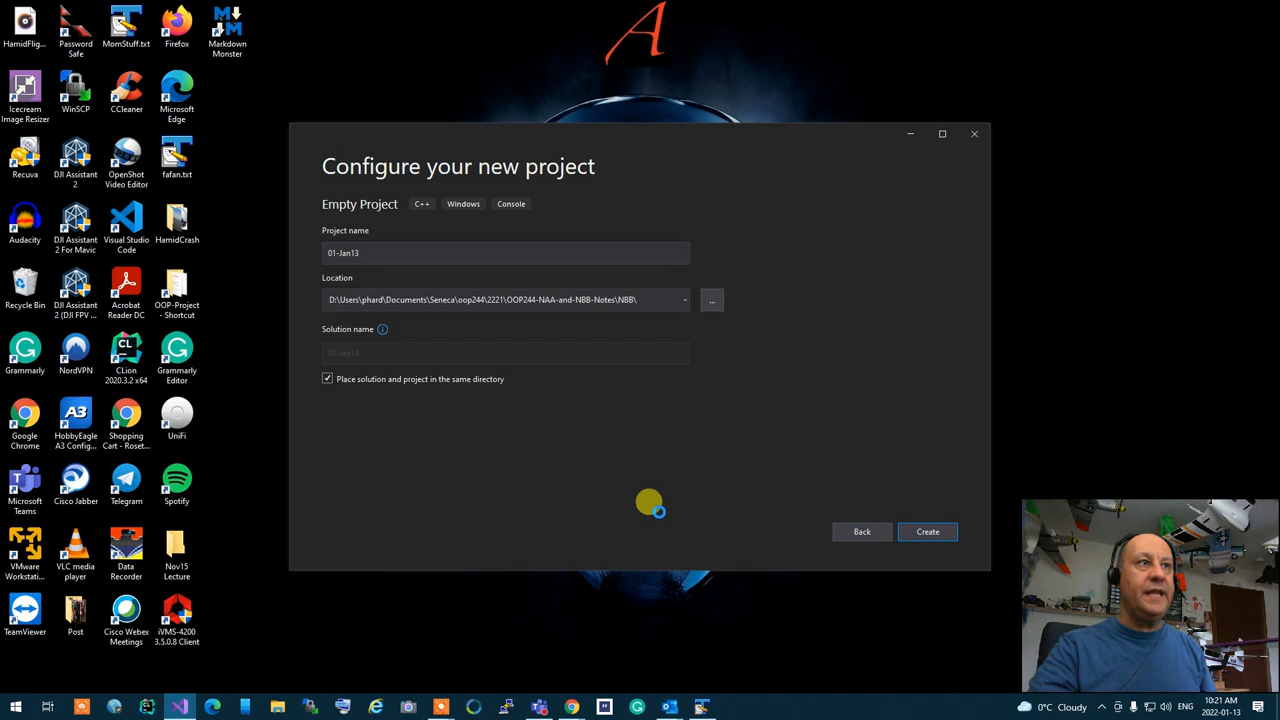 HamidFlig...
Password Safe
MomStuff.txt
Firefox
Markdown Monster
Icecream Image Resizer
WinSCP
CCleaner
Microsoft Edge
Recuva
DJI Assistant 2
OpenShot Video Editor
fafan.txt
Audacity
DJI Assistant 2 For Mavic
Visual Studio Code
HamidCrash
Recycle Bin
DJI Assistant 2 (DJI FPV ...
Acrobat Reader DC
OOP-Project - Shortcut
Grammarly
NordVPN
CLion 2020.3.2 x64
Grammarly Editor
Google Chrome
HobbyEagle A3 Config...
Shopping Cart - Roset...
UniFi
Microsoft Teams
Cisco Jabber
Telegram
Spotify
VMware Workstati...
VLC media player
Data Recorder
Nov15 Lecture
TeamViewer
Post
Cisco Webex Meetings
iVMS-4200 3.5.0.8 Client
A
Configure your new project
Empty Project C++ Windows Console
Project name
01-Jan13
Location
D:\Users\phard\Documents\Seneca\oop244\2221\OOP244-NAA-and-NBB-Notes\NBB\
...
Solution name
01-Jan13
Place solution and project in the same directory
Back
Create
0°C Cloudy
ENG
10:21 AM
2022-01-13